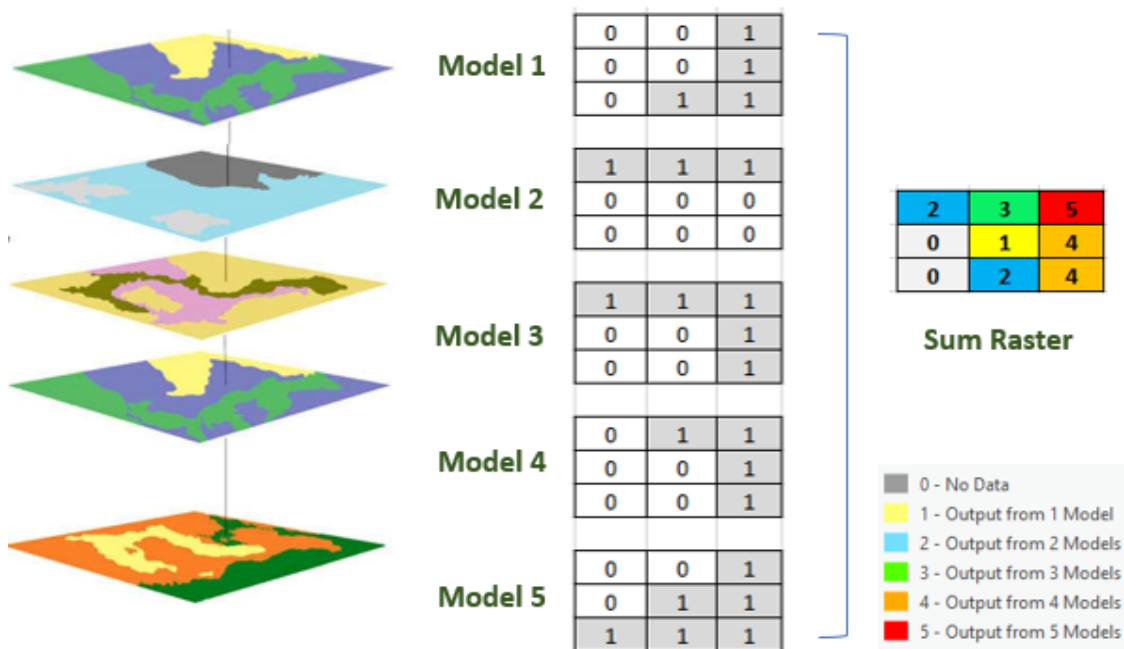 Model 1
0 0 1
0 0 1
0 1 1
Model 2
1 1 1
0 0 0
0 0 0
Model 3
1 1 1
0 0 1
0 0 1
Model 4
0 1 1
0 0 1
0 0 1
Model 5
0 0 1
0 1 1
1 1 1
2 3 5
0 1 4
0 2 4
Sum Raster
0 - No Data
1 - Output from 1 Model
2 - Output from 2 Models
3 - Output from 3 Models
4 - Output from 4 Models
5 - Output from 5 Models